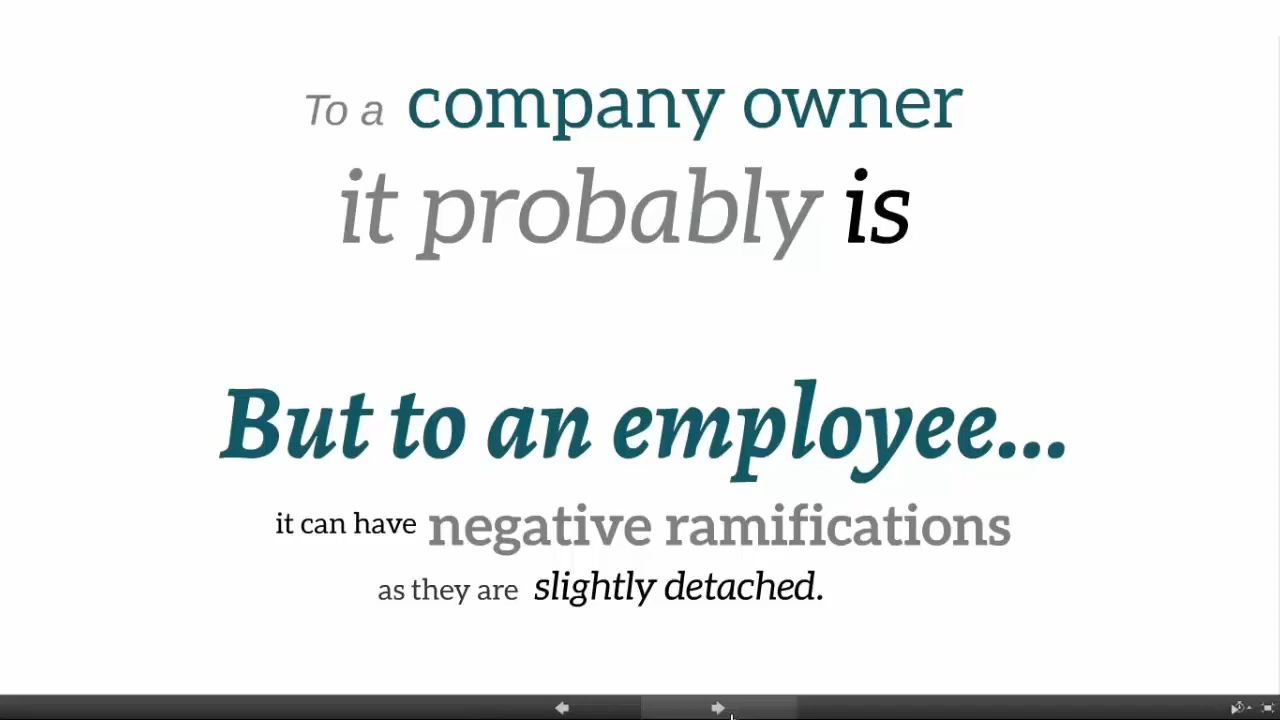 To a company owner
it probably is
But to an employee...
it can have negative ramifications
as they are slightly detached.